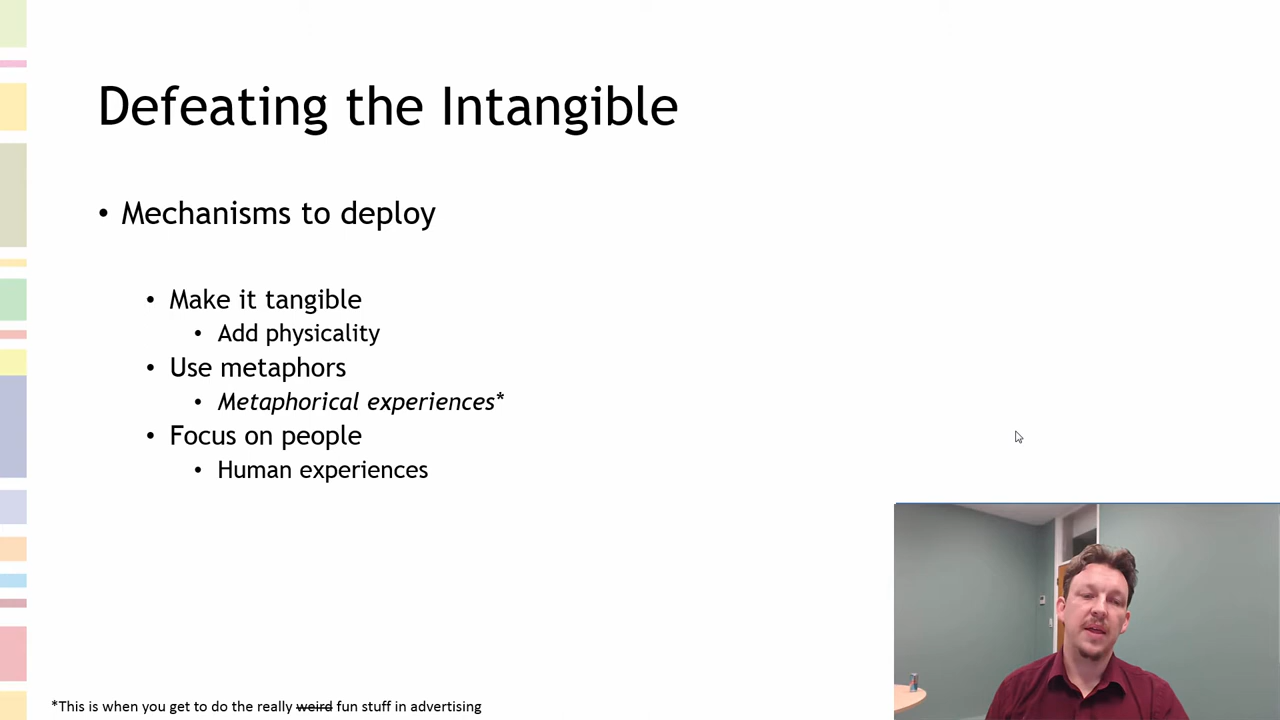 Defeating the Intangible
• Mechanisms to deploy
• Make it tangible
• Add physicality
• Use metaphors
• Metaphorical experiences*
• Focus on people
• Human experiences
*This is when you get to do the really weird fun stuff in advertising